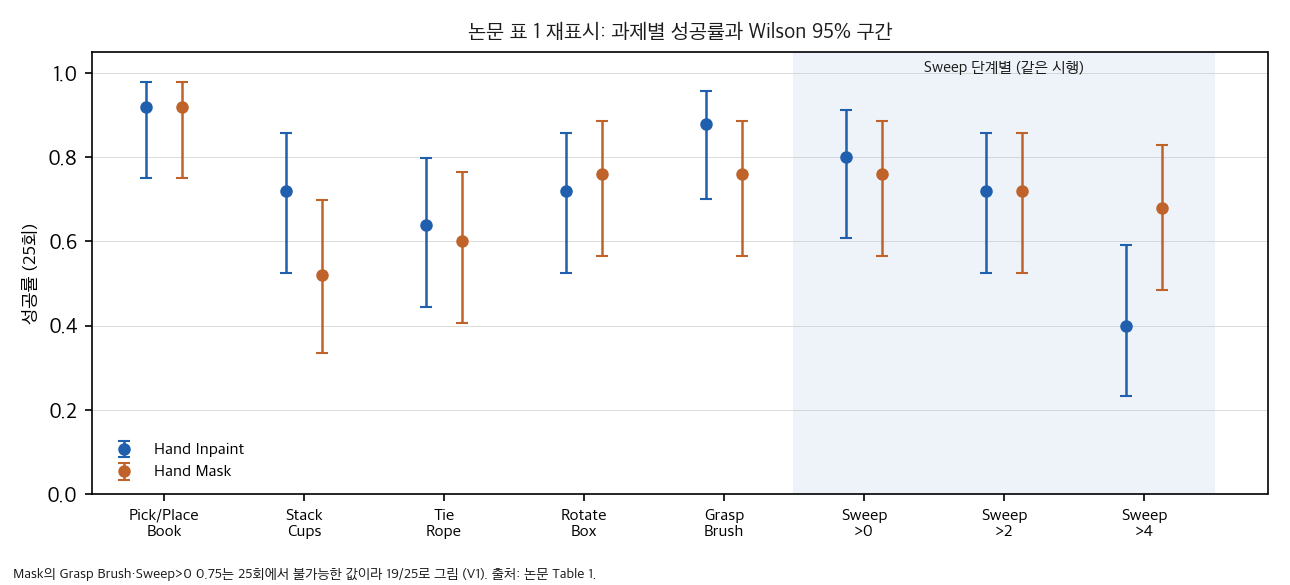 논문 표 1 재표시: 과제별 성공률과 Wilson 95% 구간
Sweep 단계별 (같은 시행)
성공률 (25회)
1.0
0.8
0.6
0.4
0.2
0.0
Hand Inpaint
Hand Mask
Pick/Place
Book
Stack
Cups
Tie
Rope
Rotate
Box
Grasp
Brush
Sweep
>0
Sweep
>2
Sweep
>4
Mask의 Grasp Brush·Sweep>0 0.75는 25회에서 불가능한 값이라 19/25로 그림 (V1). 출처: 논문 Table 1.